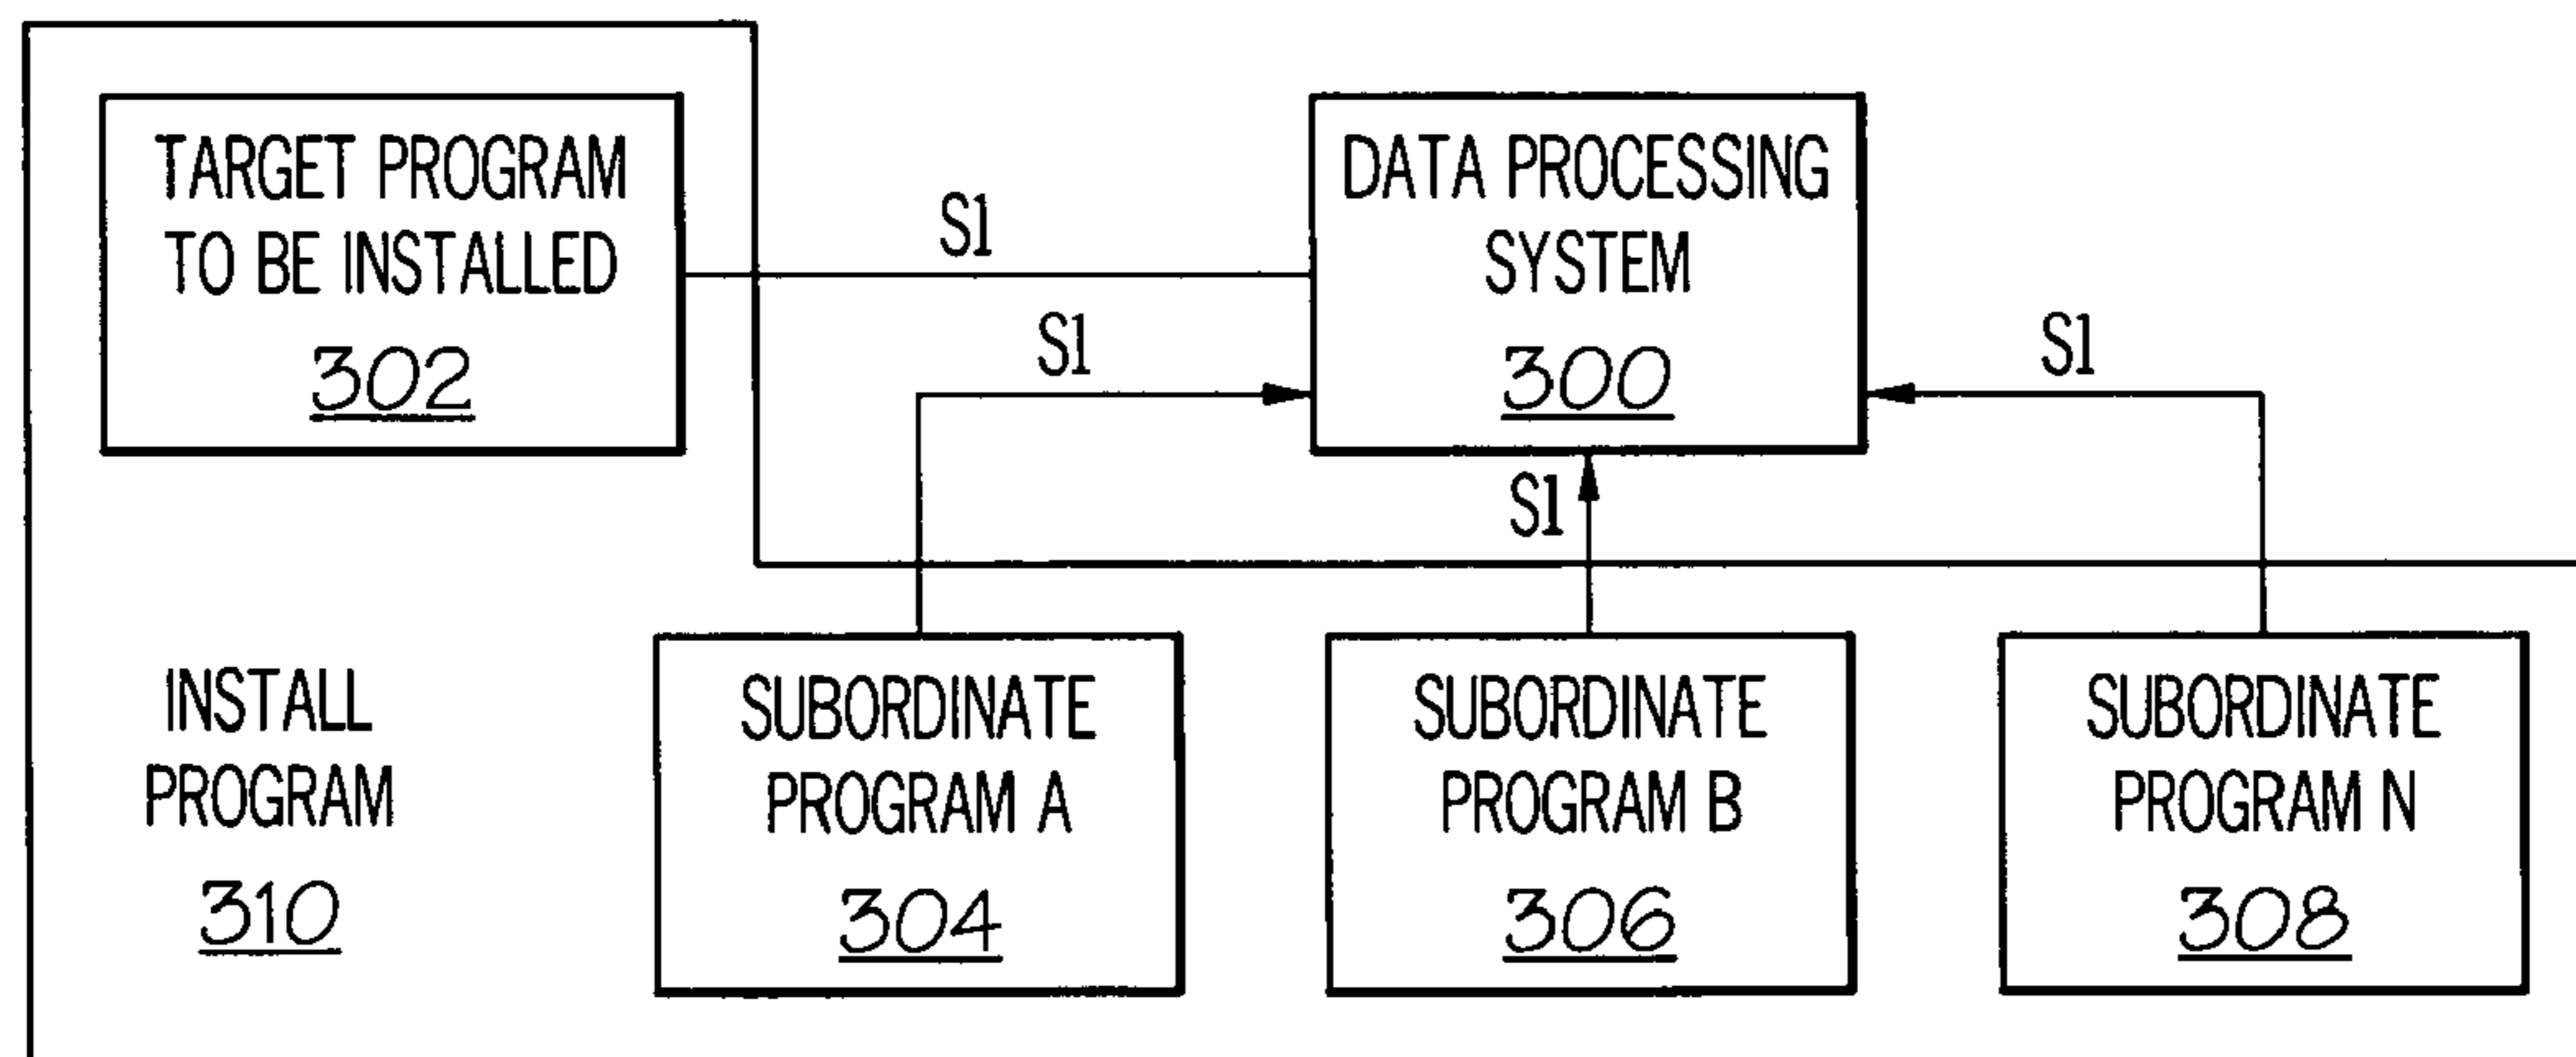 TARGET PROGRAM
TO BE INSTALLED
302
S1
DATA PROCESSING
SYSTEM
300
S1
S1
S1
INSTALL
PROGRAM
310
SUBORDINATE
PROGRAM A
304
SUBORDINATE
PROGRAM B
306
SUBORDINATE
PROGRAM N
308